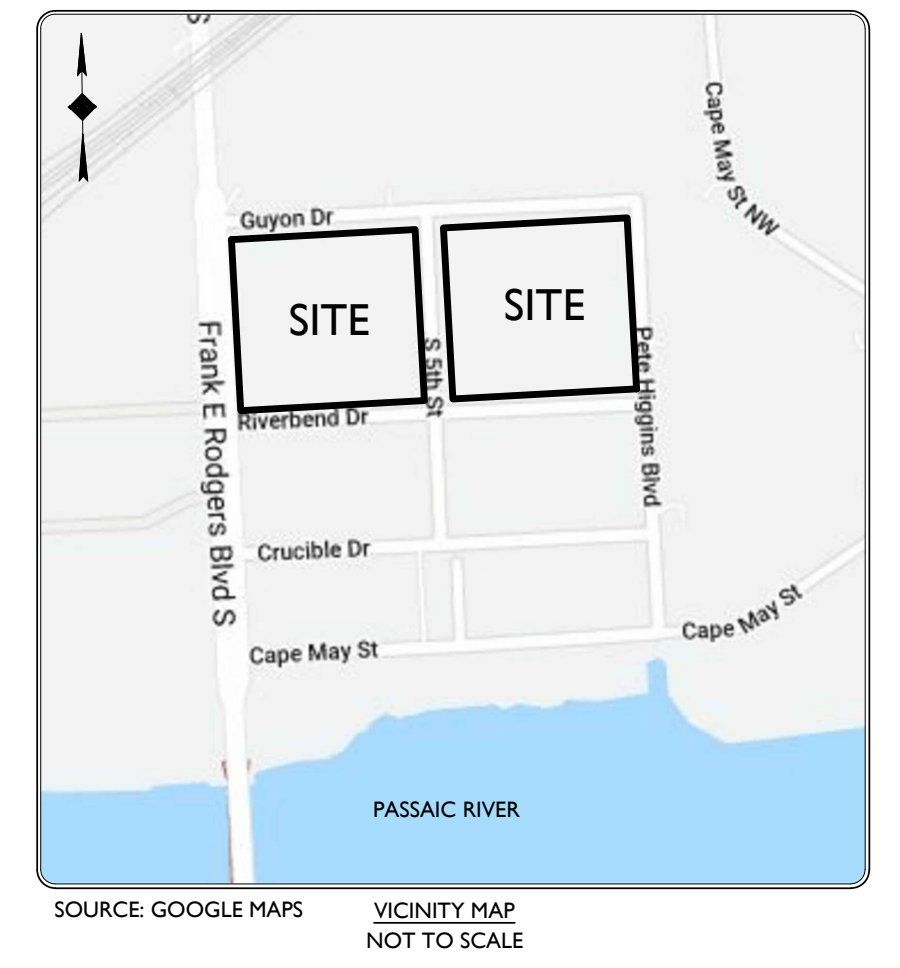 S
Cape May St NW
Guyon Dr
SITE
SITE
Frank E Rodgers Blvd S
S 5th St
Pete Higgins Blvd
Riverbend Dr
Crucible Dr
Cape May St
Cape May St
PASSAIC RIVER
SOURCE: GOOGLE MAPS
VICINITY MAP
NOT TO SCALE